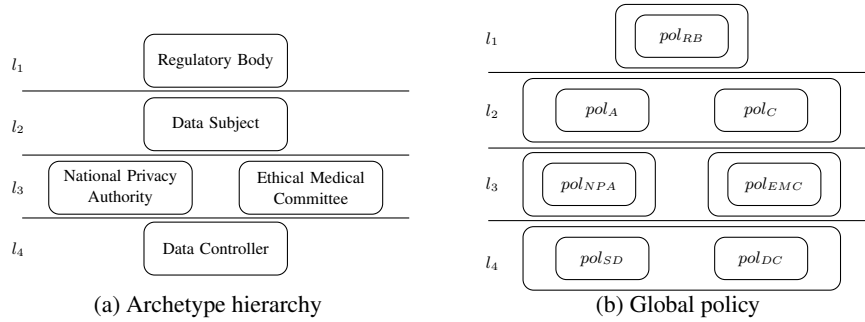 l1
Regulatory Body
l2
Data Subject
l3
National Privacy
Authority
Ethical Medical
Committee
l4
Data Controller
(a) Archetype hierarchy
l1
polRB
l2
polA
polC
l3
polNPA
polEMC
l4
polSD
polDC
(b) Global policy